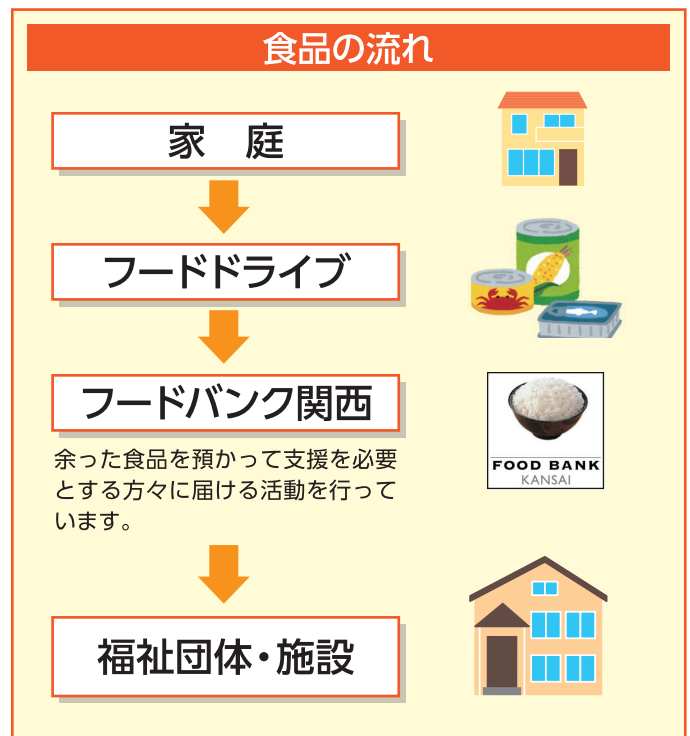 食品の流れ
家　庭
フードドライブ
フードバンク関西
余った食品を預かって支援を必要
とする方々に届ける活動を行って
います。
FOOD BANK
KANSAI
福祉団体・施設